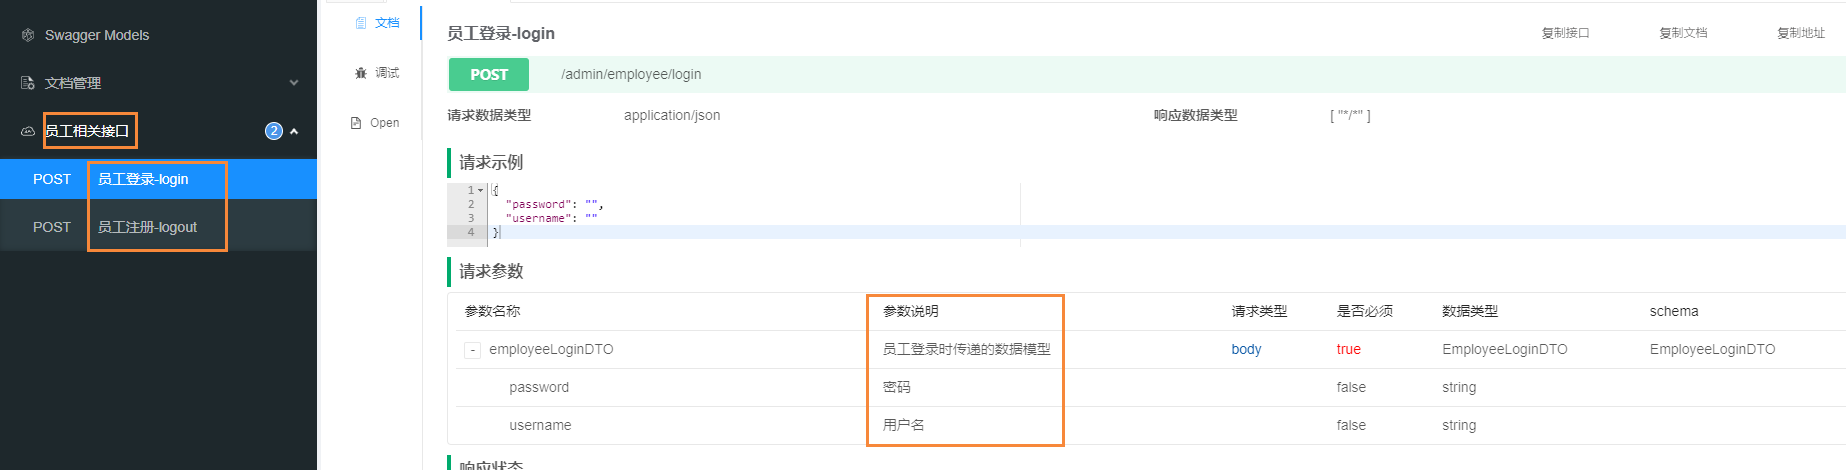 Swagger Models
文档管理
员工相关接口
2
POST 员工登录-login
POST 员工注册-logout
文档
调试
Open
员工登录-login
复制接口 复制文档 复制地址
POST /admin/employee/login
请求数据类型 application/json 响应数据类型 [ "*/*" ]
请求示例
1 {
2 "password": "",
3 "username": ""
4 }
请求参数
参数名称 参数说明 请求类型 是否必须 数据类型 schema
- employeeLoginDTO 员工登录时传递的数据模型 body true EmployeeLoginDTO EmployeeLoginDTO
password 密码 false string
username 用户名 false string
响应状态